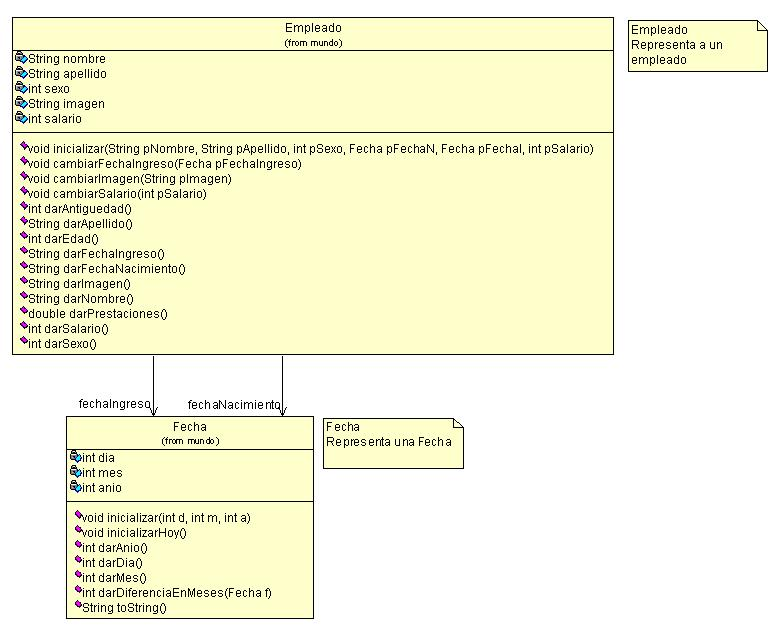 Empleado
(from mundo)
String nombre
String apellido
int sexo
String imagen
int salario
void inicializar(String pNombre, String pApellido, int pSexo, Fecha pFechaN, Fecha pFechaI, int pSalario)
void cambiarFechaIngreso(Fecha pFechaIngreso)
void cambiarImagen(String pImagen)
void cambiarSalario(int pSalario)
int darAntiguedad()
String darApellido()
int darEdad()
String darFechaIngreso()
String darFechaNacimiento()
String darImagen()
String darNombre()
double darPrestaciones()
int darSalario()
int darSexo()
Empleado
Representa a un
empleado
fechaIngreso
fechaNacimiento
Fecha
(from mundo)
int dia
int mes
int anio
void inicializar(int d, int m, int a)
void inicializarHoy()
int darAnio()
int darDia()
int darMes()
int darDiferenciaEnMeses(Fecha f)
String toString()
Fecha
Representa una Fecha